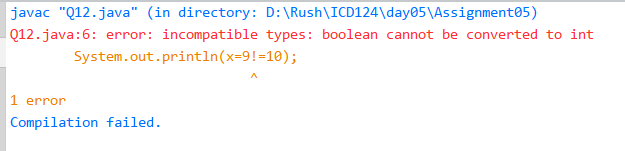 javac "Q12.java" (in directory: D:\Rush\ICD124\day05\Assignment05)
Q12.java:6: error: incompatible types: boolean cannot be converted to int
System.out.println(x=9!=10);
^
1 error
Compilation failed.